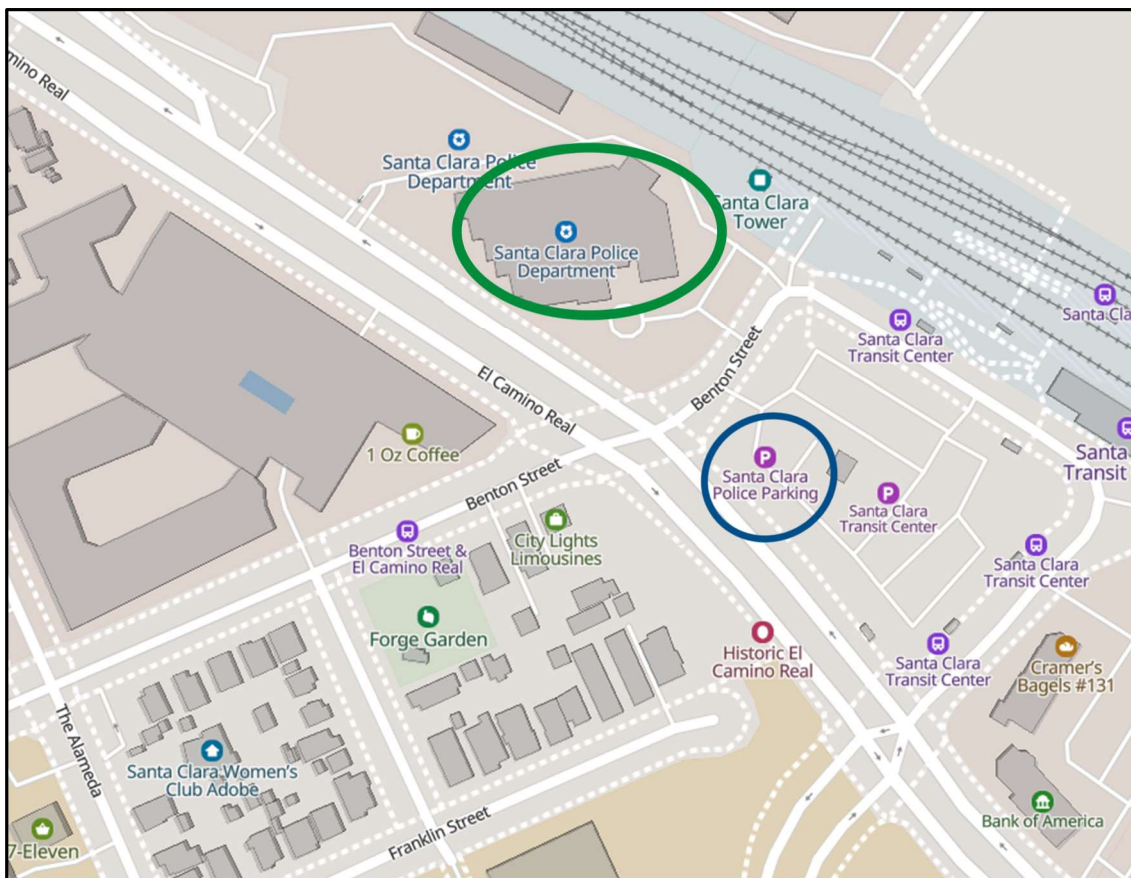 mino Real
Santa Clara Police
Department
Santa Clara
Tower
Santa Clara Police
Department
Santa Cla
Santa Clara
Transit Center
Benton Street
El Camino Real
1 Oz Coffee
Santa Clara
Police Parking
Santa
Transit
Benton Street
Santa Clara
Transit Center
Benton Street &
El Camino Real
City Lights
Limousines
Santa Clara
Transit Center
Forge Garden
Historic El
Camino Real
Santa Clara
Transit Center
Cramer's
Bagels #131
The Alameda
Santa Clara Women's
Club Adobe
Franklin Street
Bank of America
7-Eleven